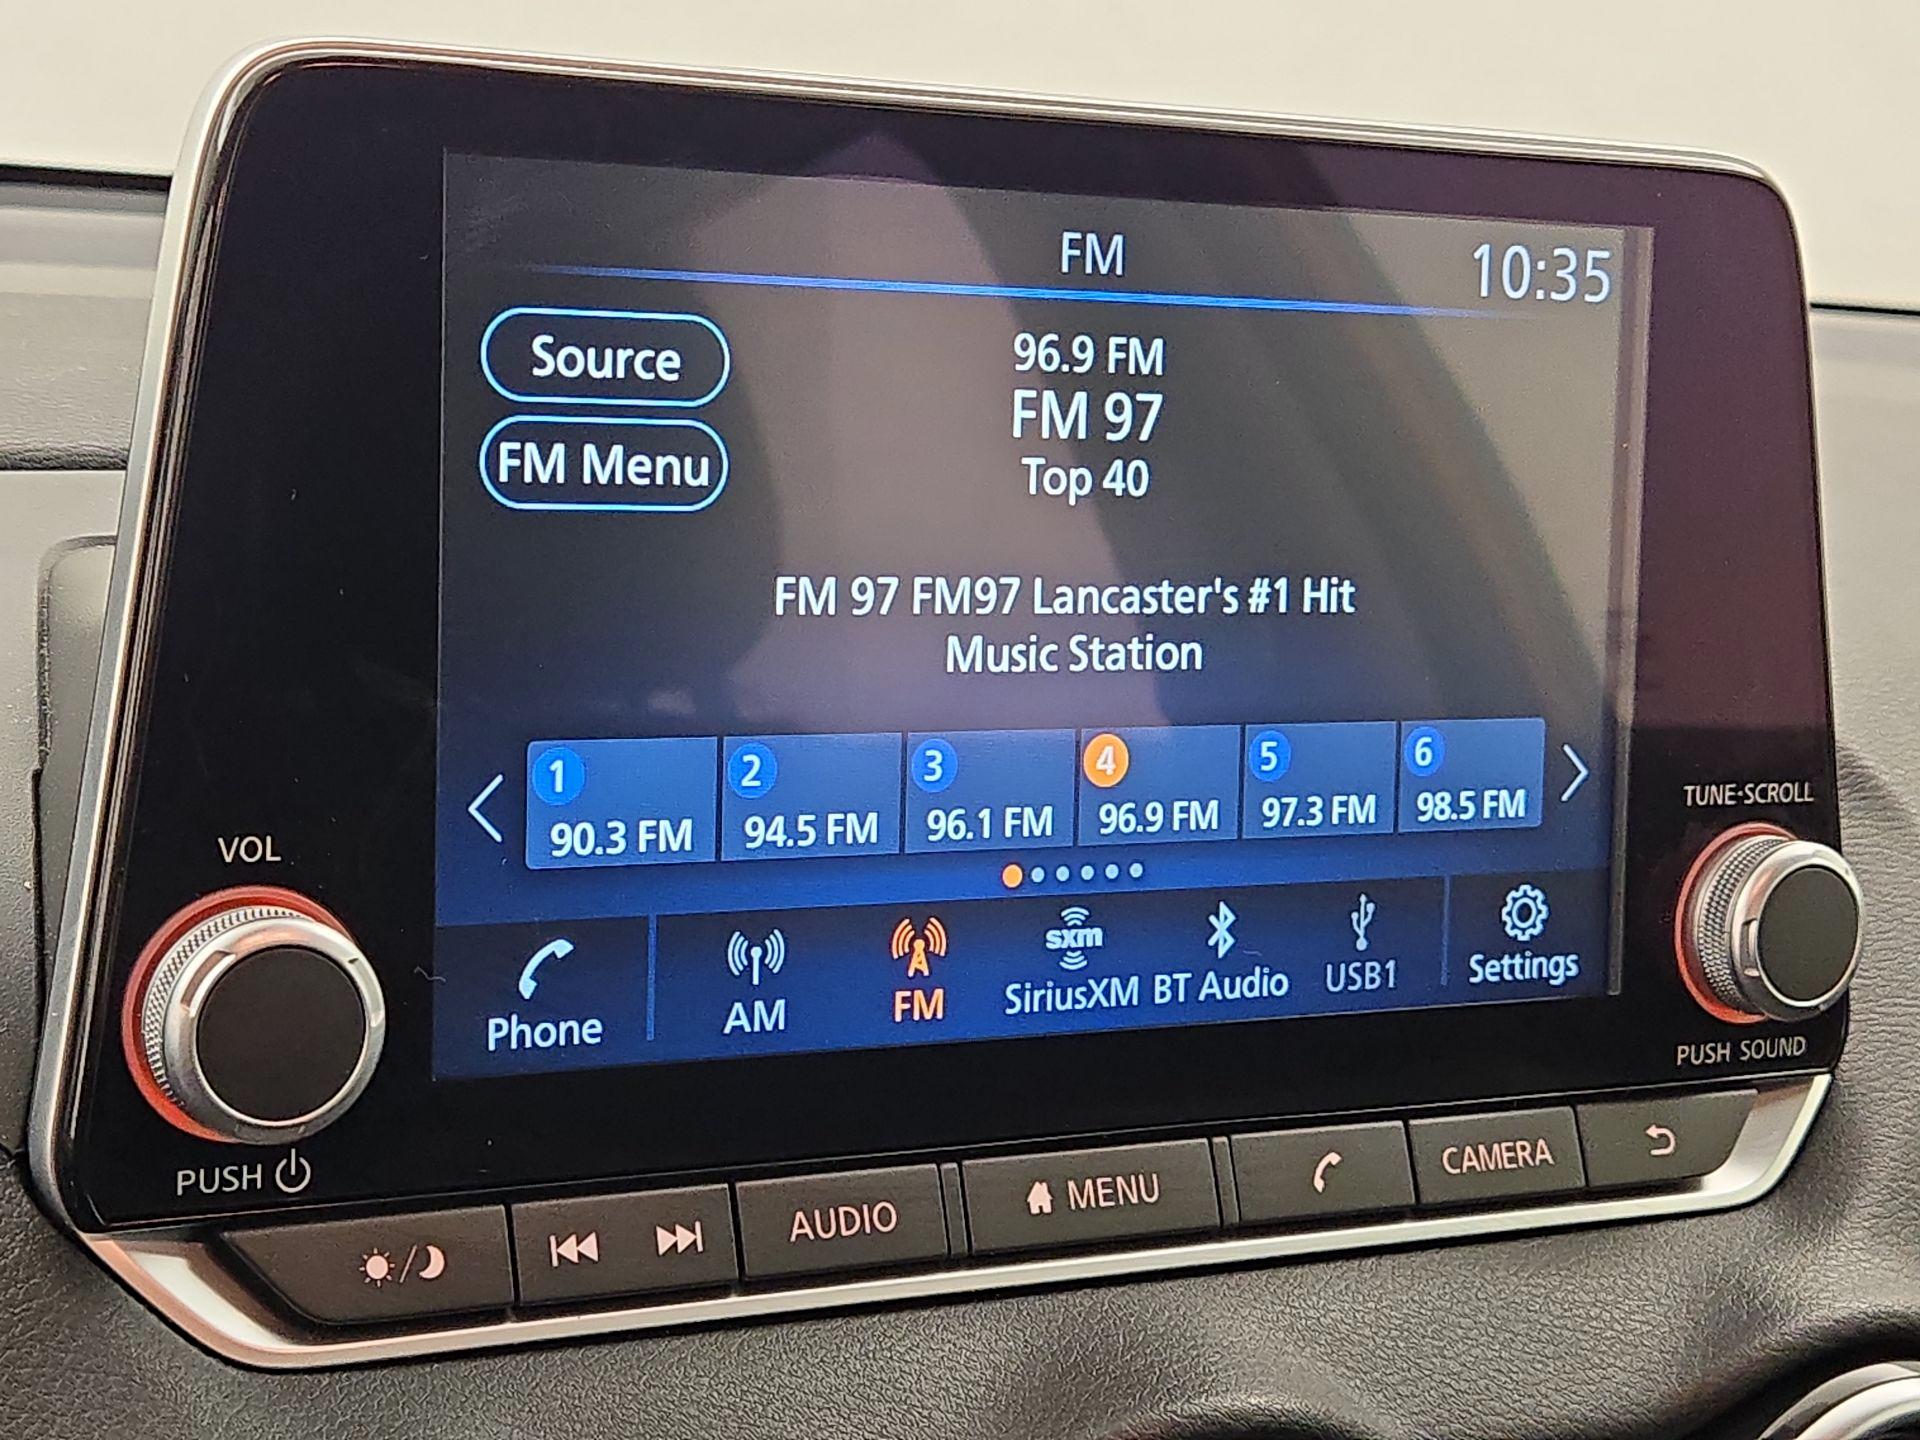 FM
10:35
Source
96.9 FM
FM 97
FM Menu
Top 40
FM 97 FM97 Lancaster's #1 Hit
Music Station
1 2 3 4 5 6
90.3 FM 94.5 FM 96.1 FM 96.9 FM 97.3 FM 98.5 FM
VOL
TUNE•SCROLL
sxm
Phone AM FM SiriusXM BT Audio USB1 Settings
PUSH
PUSH SOUND
AUDIO
MENU
CAMERA